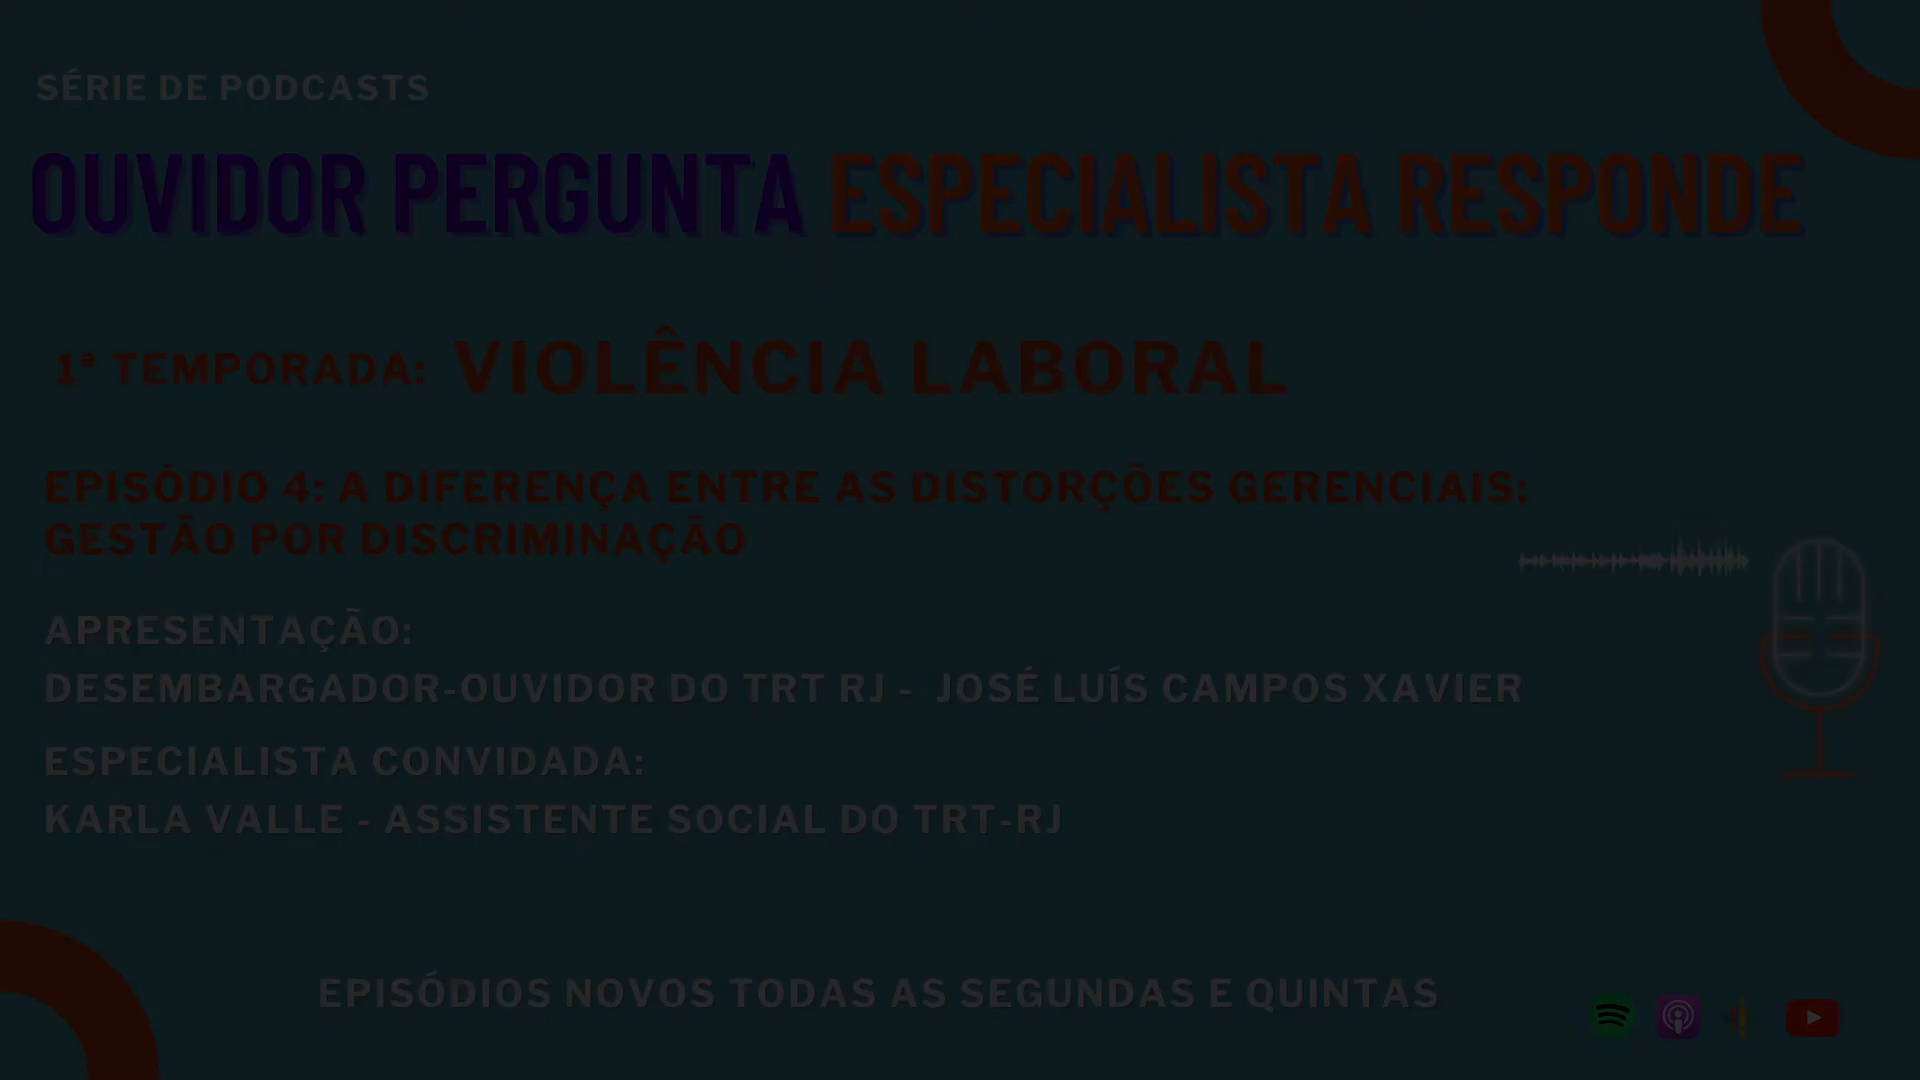 SÉRIE DE PODCASTS
OUVIDOR PERGUNTA ESPECIALISTA RESPONDE
1ª TEMPORADA: VIOLÊNCIA LABORAL
EPISÓDIO 4: A DIFERENÇA ENTRE AS DISTORÇÕES GERENCIAIS:
GESTÃO POR DISCRIMINAÇÃO
APRESENTAÇÃO:
DESEMBARGADOR-OUVIDOR DO TRT RJ - JOSÉ LUÍS CAMPOS XAVIER
ESPECIALISTA CONVIDADA:
KARLA VALLE - ASSISTENTE SOCIAL DO TRT-RJ
EPISÓDIOS NOVOS TODAS AS SEGUNDAS E QUINTAS